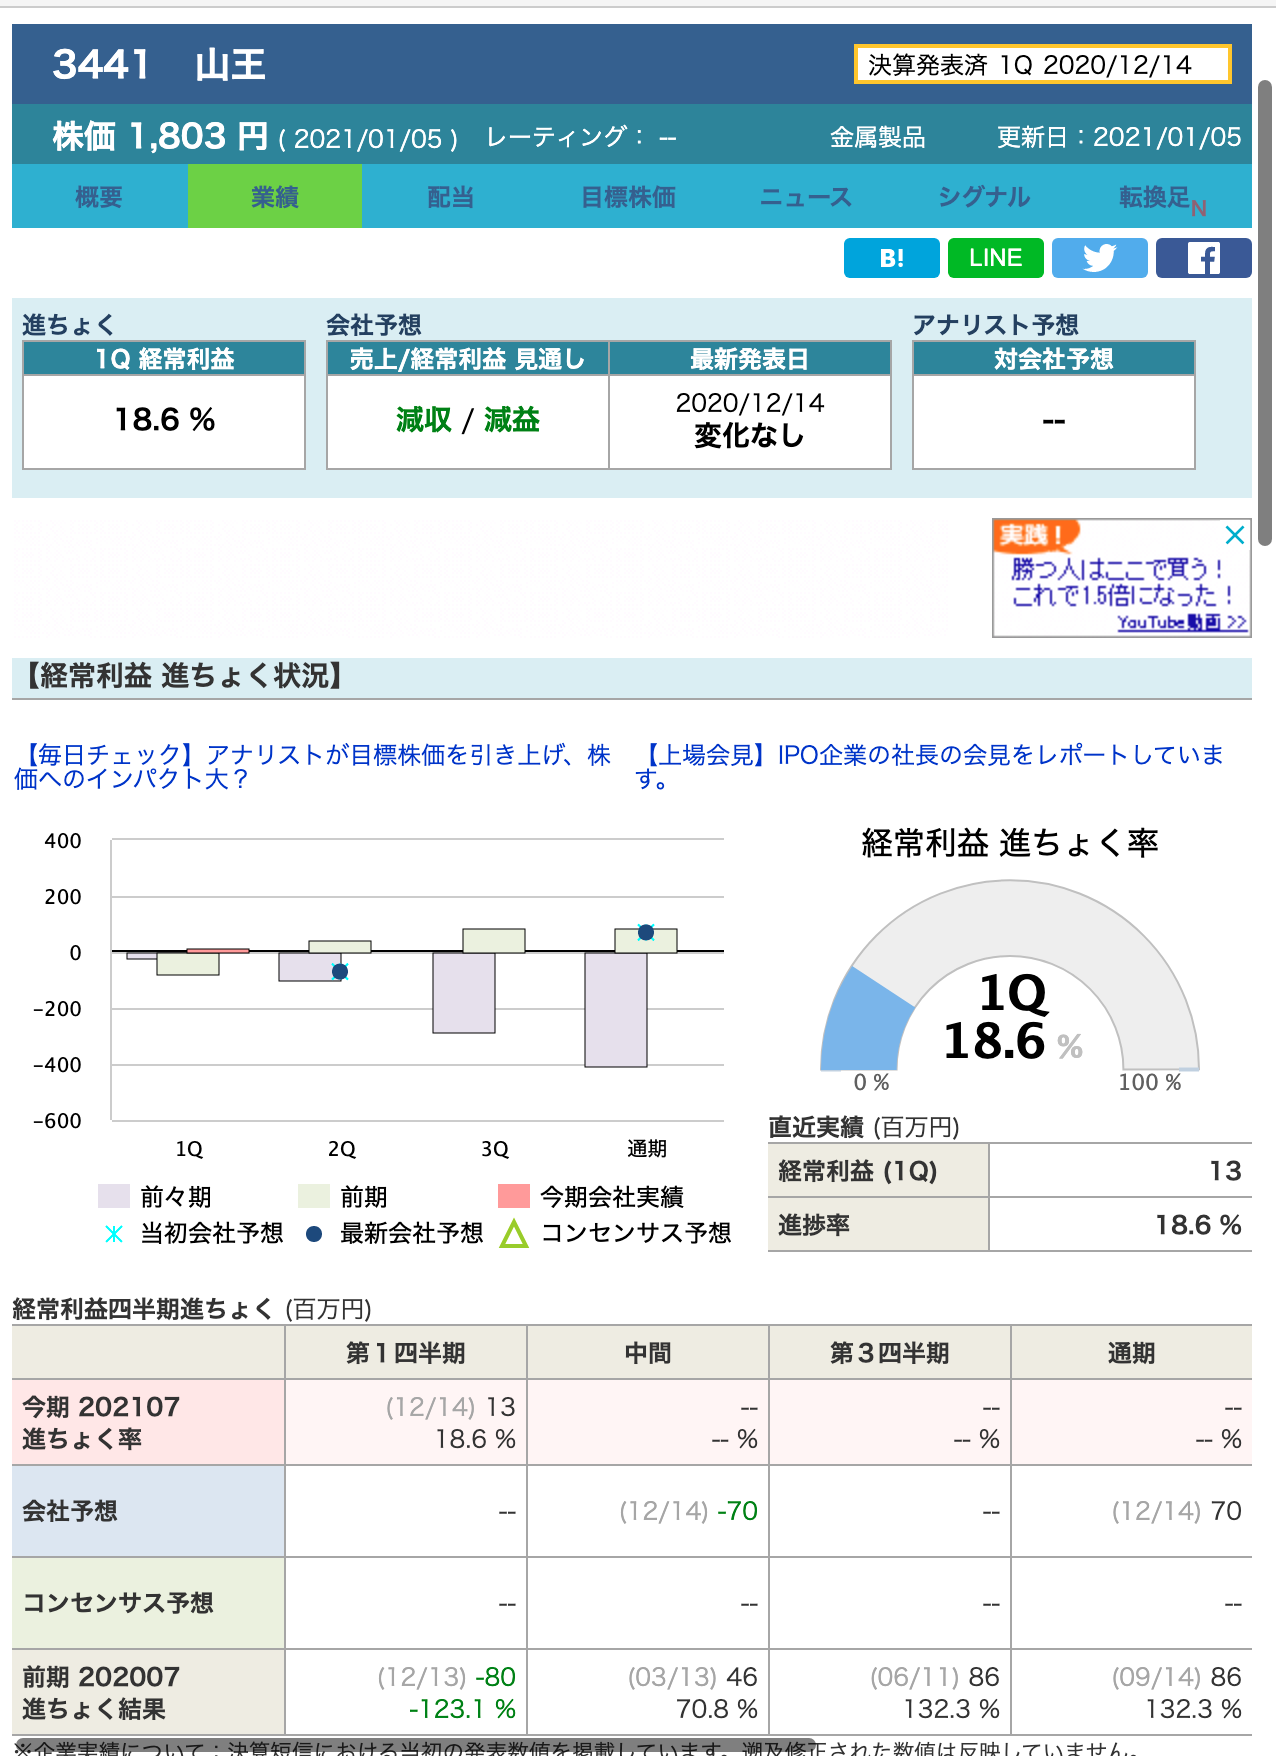 3441　山王
決算発表済 1Q 2020/12/14
株価 1,803 円 ( 2021/01/05 ) レーティング： -- 金属製品 更新日：2021/01/05
概要 業績 配当 目標株価 ニュース シグナル 転換足 N
B! LINE
進ちょく 会社予想 アナリスト予想
1Q 経常利益 売上/経常利益 見通し 最新発表日 対会社予想
18.6 % 減収 / 減益 2020/12/14 --
変化なし
実践！
勝つ人はここで買う！
これで1.5倍になった！
YouTube動画 >>
【経常利益 進ちょく状況】
【毎日チェック】アナリストが目標株価を引き上げ、株
価へのインパクト大？
【上場会見】IPO企業の社長の会見をレポートしていま
す。
400
200
0
-200
-400
-600
1Q 2Q 3Q 通期
前々期 前期 今期会社実績
当初会社予想 最新会社予想 コンセンサス予想
経常利益 進ちょく率
1Q
18.6 %
0 % 100 %
直近実績 (百万円)
経常利益 (1Q) 13
進捗率 18.6 %
経常利益四半期進ちょく (百万円)
第１四半期 中間 第３四半期 通期
今期 202107 (12/14) 13 -- -- --
進ちょく率 18.6 % -- % -- % -- %
会社予想 -- (12/14) -70 -- (12/14) 70
コンセンサス予想 -- -- -- --
前期 202007 (12/13) -80 (03/13) 46 (06/11) 86 (09/14) 86
進ちょく結果 -123.1 % 70.8 % 132.3 % 132.3 %
※企業実績について：決算短信における当初の発表数値を掲載しています。遡及修正された数値は反映していません。